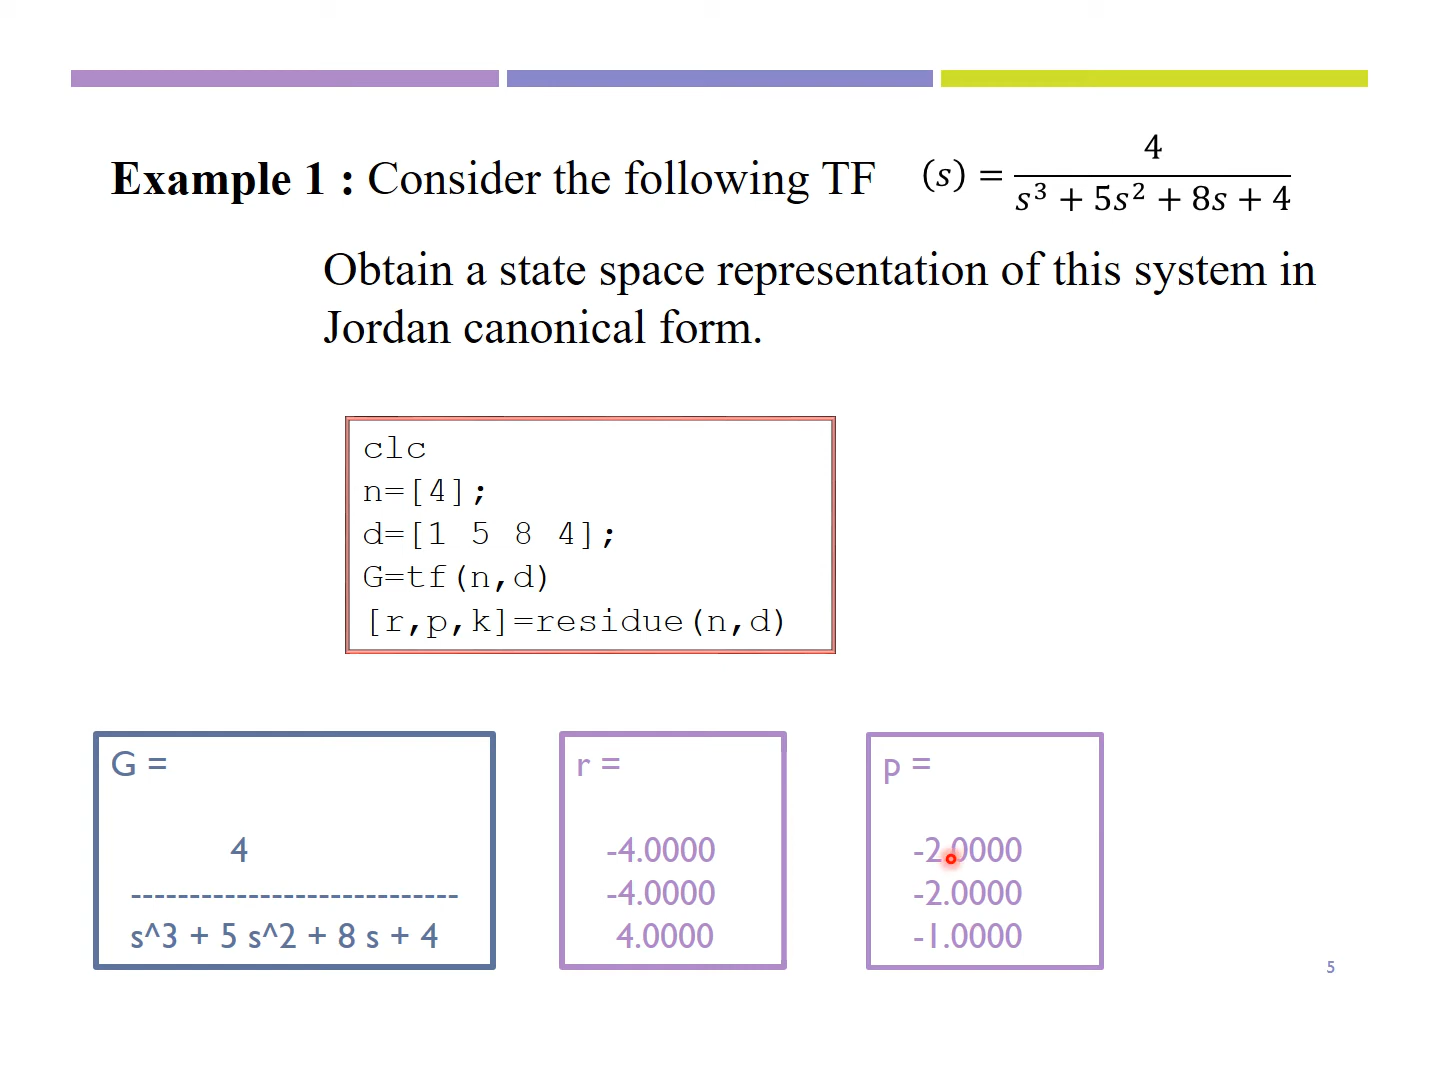 Example 1 : Consider the following TF (s) = 4 / (s³ + 5s² + 8s + 4)
Obtain a state space representation of this system in
Jordan canonical form.
clc
n=[4];
d=[1 5 8 4];
G=tf(n,d)
[r,p,k]=residue(n,d)
G =
4
---------------------------
s^3 + 5 s^2 + 8 s + 4
r =
-4.0000
-4.0000
4.0000
p =
-2.0000
-2.0000
-1.0000
5